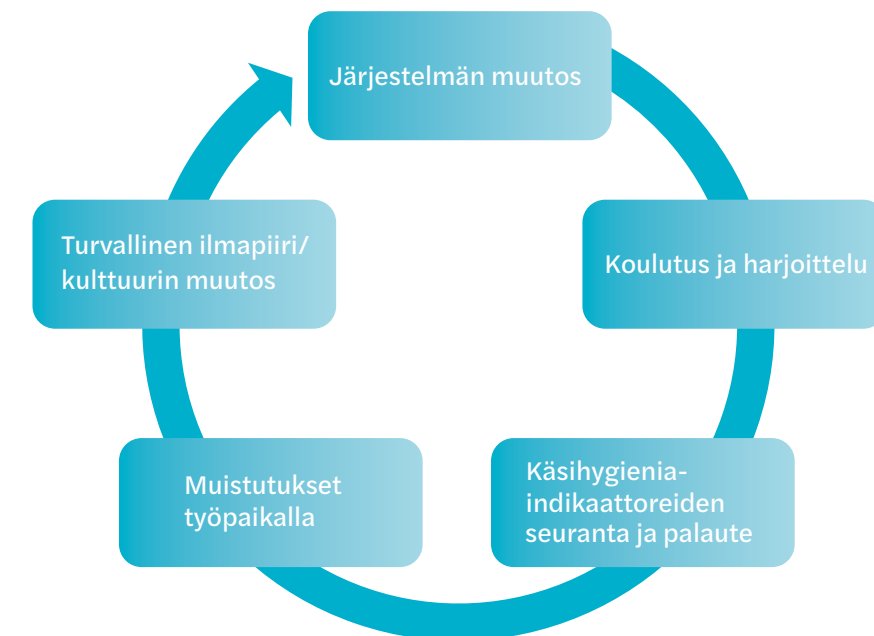 Järjestelmän muutos
Koulutus ja harjoittelu
Käsihygienia-
indikaattoreiden
seuranta ja palaute
Muistutukset
työpaikalla
Turvallinen ilmapiiri/
kulttuurin muutos